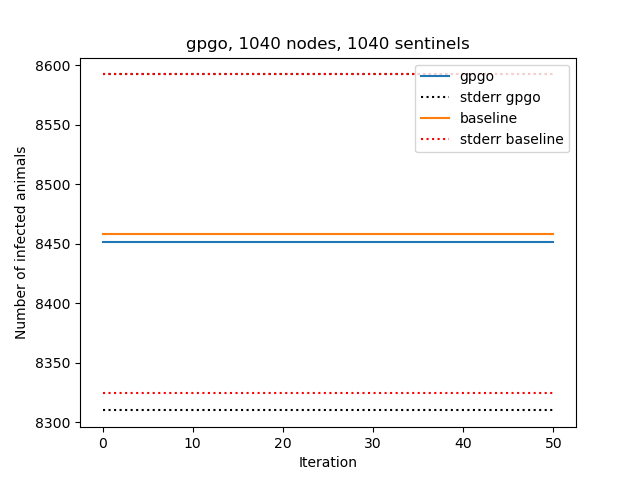 gpgo, 1040 nodes, 1040 sentinels
8600
8550
8500
8450
8400
8350
8300
Number of infected animals
gpgo
stderr gpgo
baseline
stderr baseline
0 10 20 30 40 50
Iteration